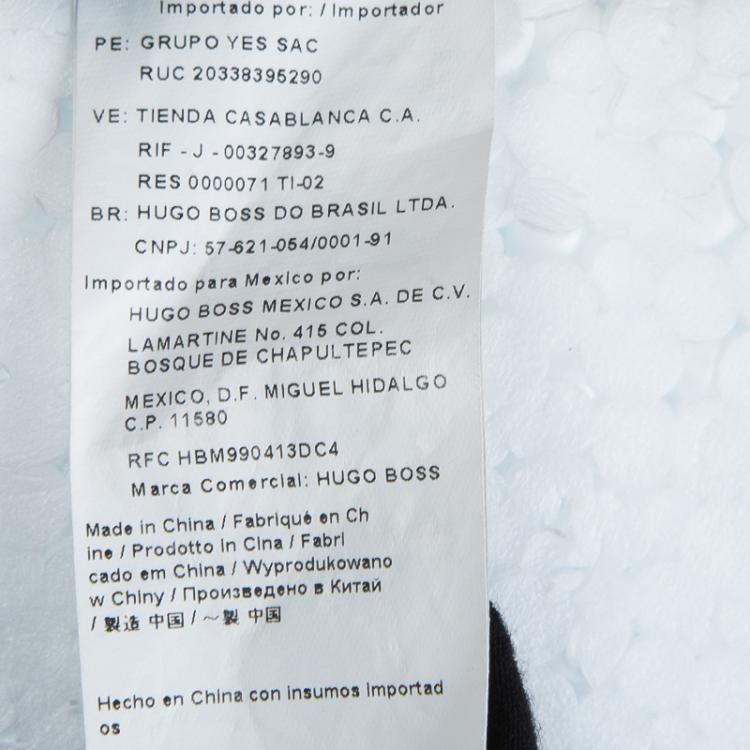 Importado por: / Importador
PE: GRUPO YES SAC
RUC 20338395290
VE: TIENDA CASABLANCA C.A.
RIF - J - 00327893-9
RES 0000071 TI-02
BR: HUGO BOSS DO BRASIL LTDA.
CNPJ: 57-621-054/0001-91
Importado para Mexico por:
HUGO BOSS MEXICO S.A. DE C.V.
LAMARTINE No. 415 COL.
BOSQUE DE CHAPULTEPEC
MEXICO, D.F. MIGUEL HIDALGO
C.P. 11580
RFC HBM990413DC4
Marca Comercial: HUGO BOSS
Made in China / Fabriqué en Ch
ine / Prodotto in Cina / Fabri
cado em China / Wyprodukowano
w Chiny / Произведено в Китай
/ 製造 中国 / ～製 中国
Hecho en China con insumos importad
os